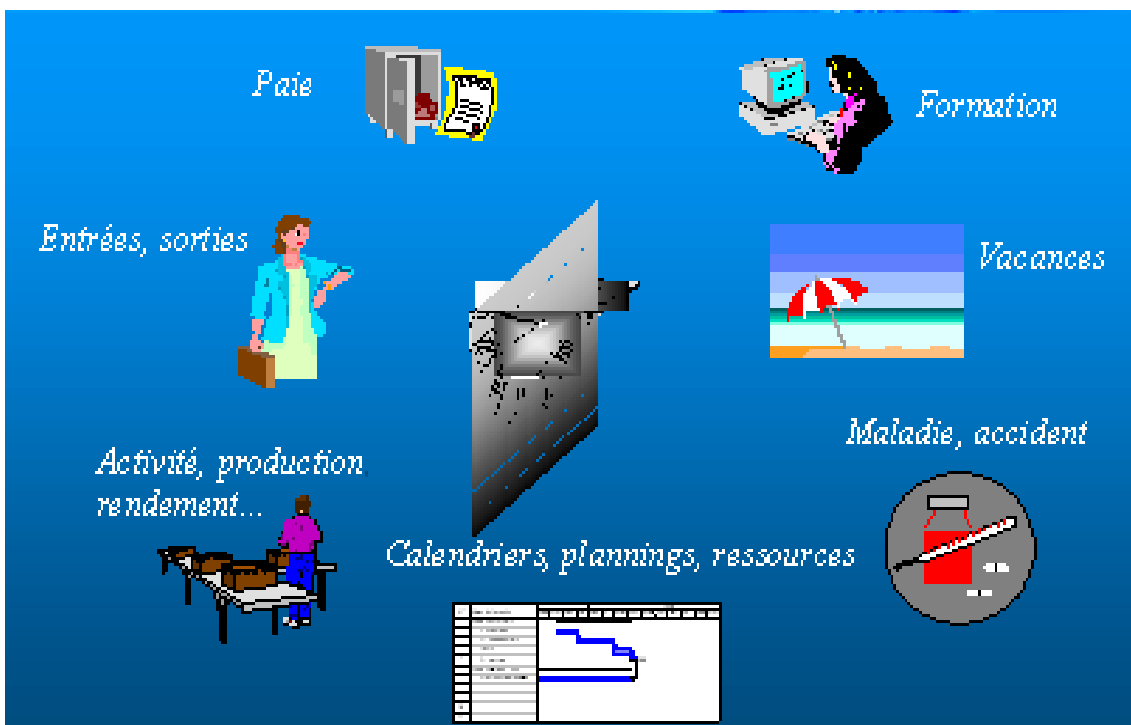 Paie
Formation
Entrées, sorties
Vacances
Maladie, accident
Activité, production,
rendement...
Calendriers, plannings, ressources